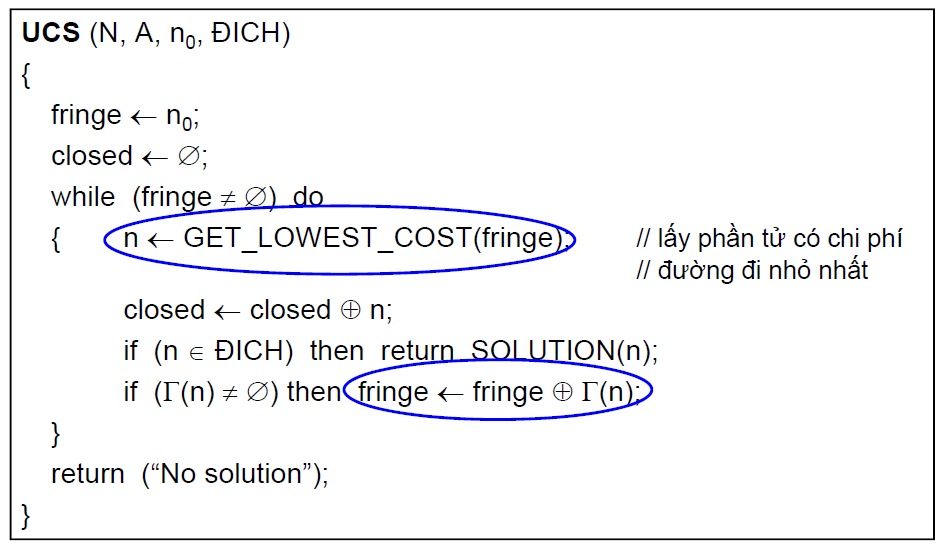 UCS (N, A, n₀, ĐICH)
{
fringe ← n₀;
closed ← ∅;
while (fringe ≠ ∅) do
{ n ← GET_LOWEST_COST(fringe); // lấy phần tử có chi phí
// đường đi nhỏ nhất
closed ← closed ⊕ n;
if (n ∈ ĐICH) then return SOLUTION(n);
if (Γ(n) ≠ ∅) then fringe ← fringe ⊕ Γ(n);
}
return (“No solution”);
}